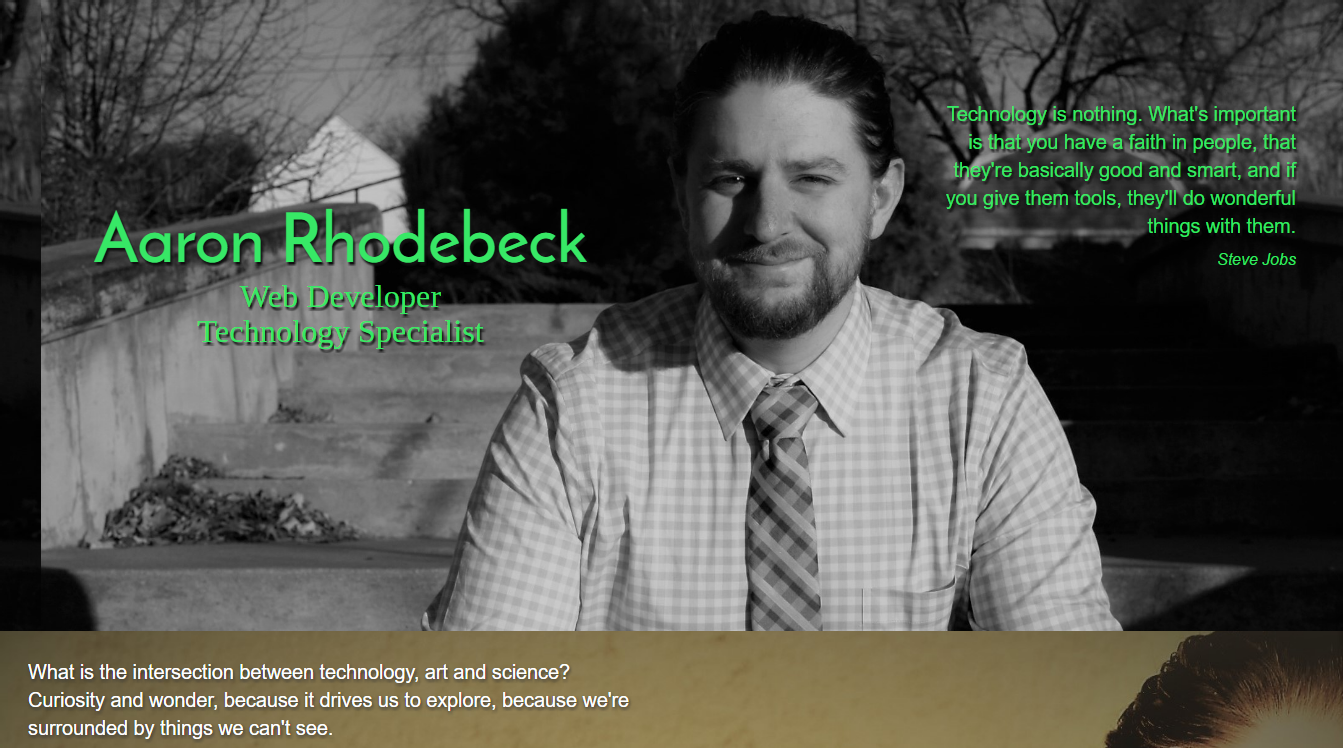 Aaron Rhodebeck
Web Developer
Technology Specialist
Technology is nothing. What's important
is that you have a faith in people, that
they're basically good and smart, and if
you give them tools, they'll do wonderful
things with them.
Steve Jobs
What is the intersection between technology, art and science?
Curiosity and wonder, because it drives us to explore, because we're
surrounded by things we can't see.